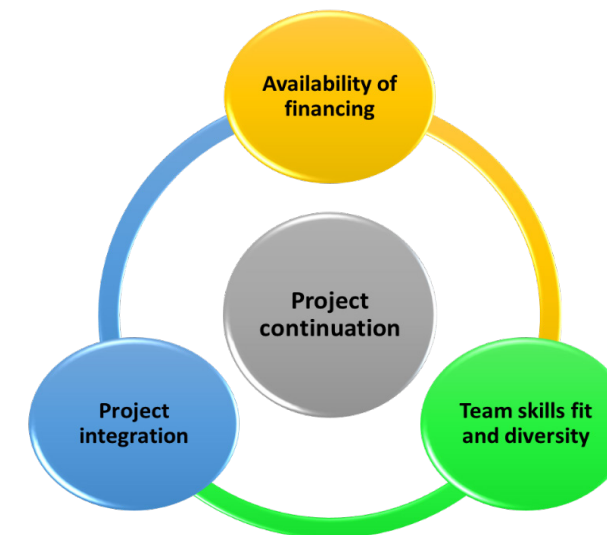 Availability of
financing
Project
continuation
Project
integration
Team skills fit
and diversity